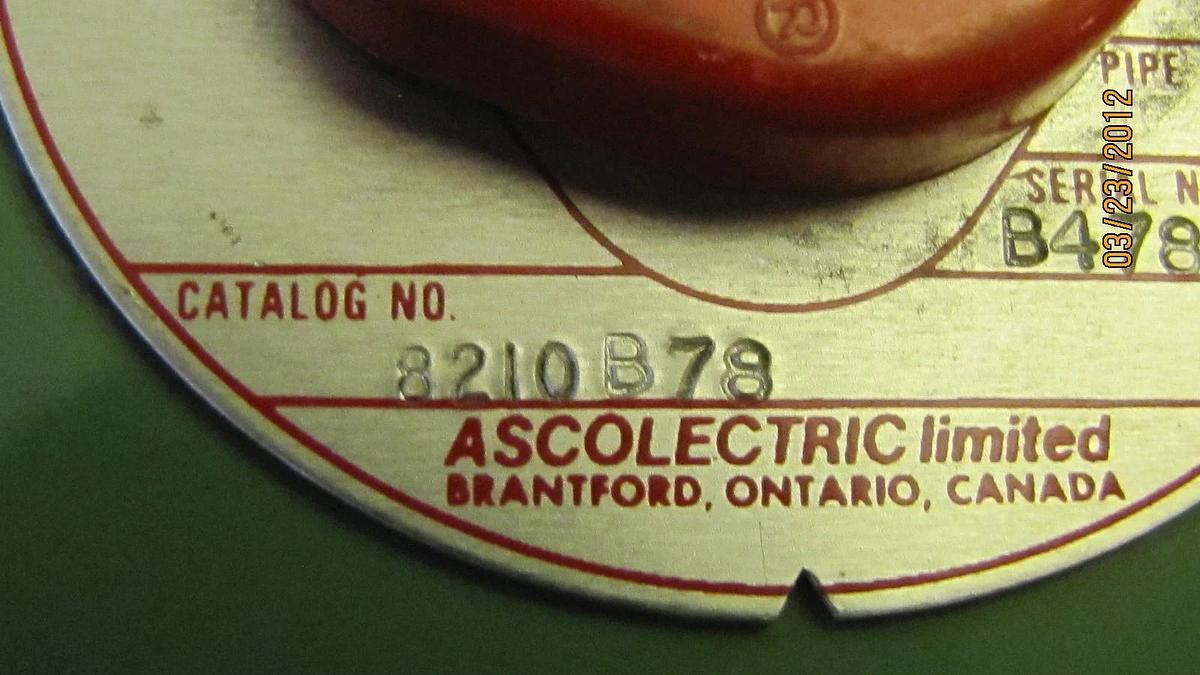 ®
PIPE
SERIAL N
B478
03/23/2012
CATALOG NO.
8210B78
ASCOLECTRIC limited
BRANTFORD, ONTARIO, CANADA